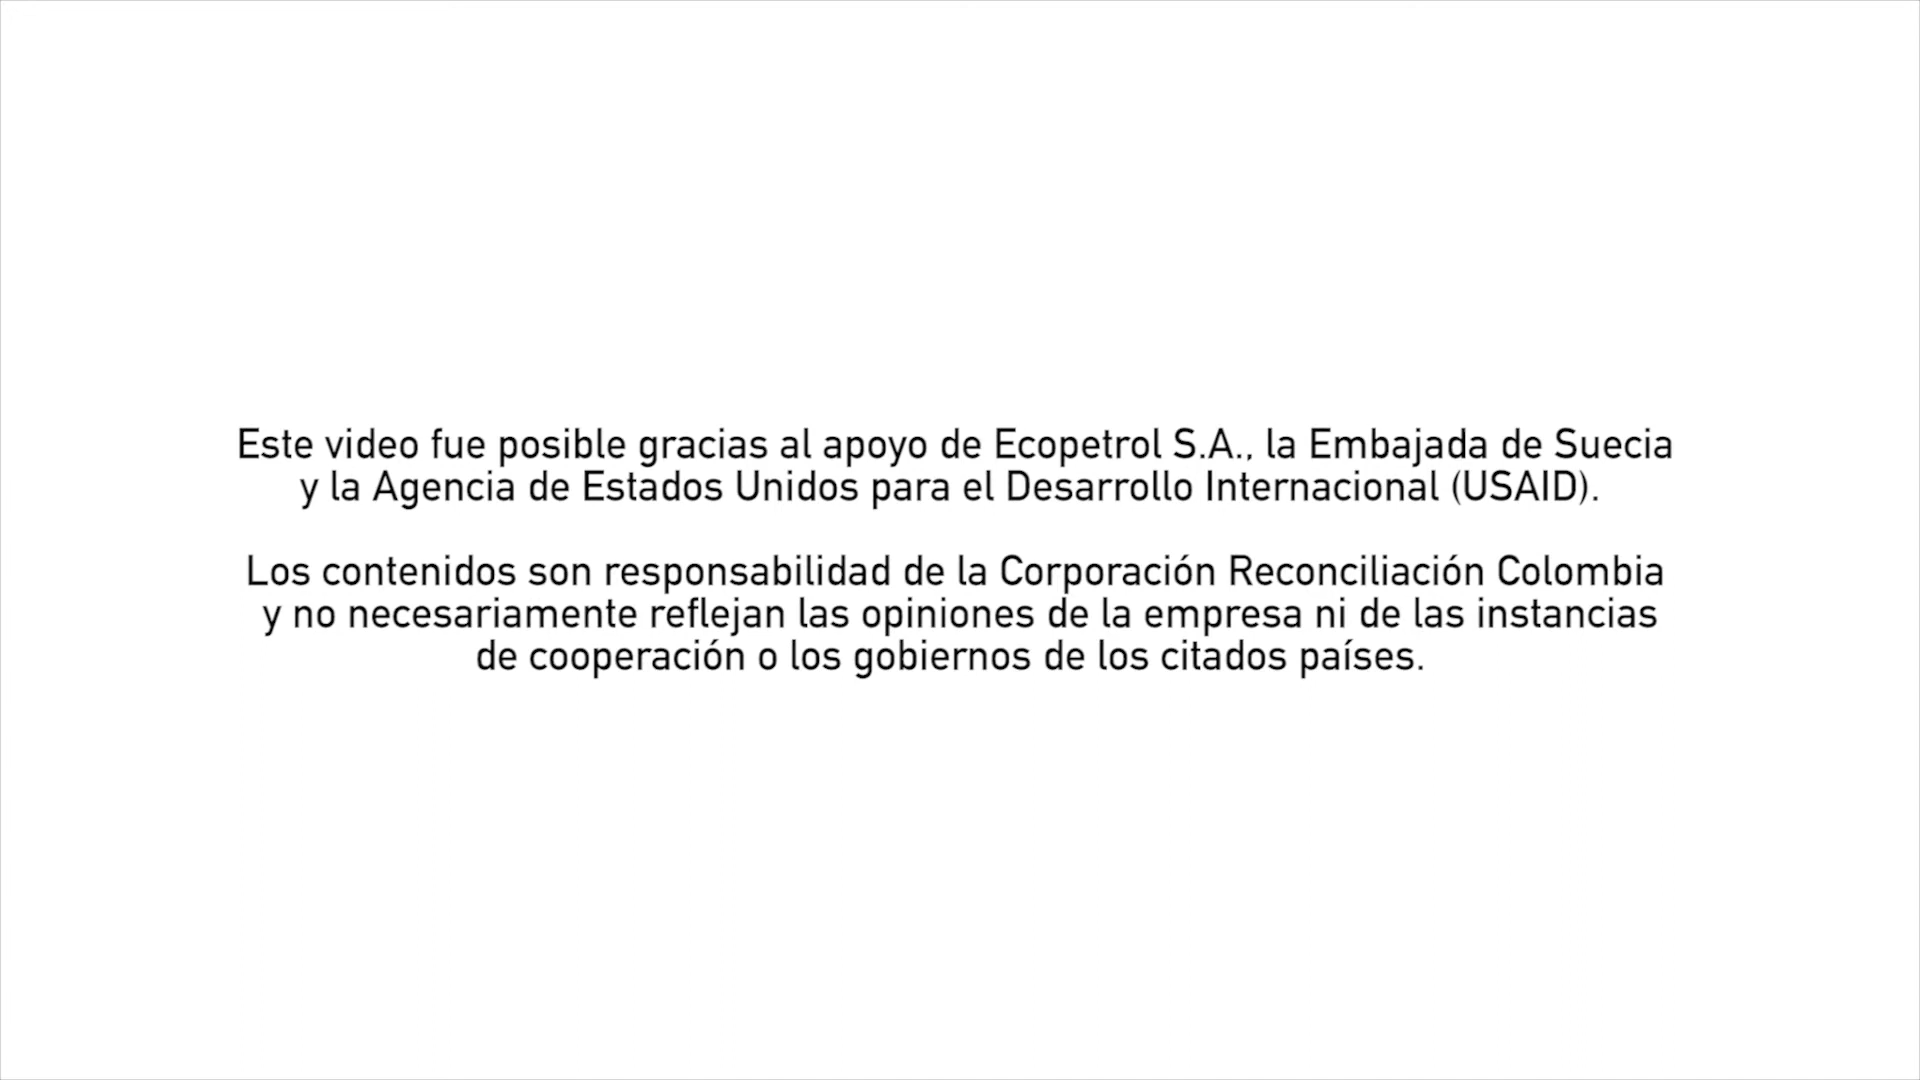 Este video fue posible gracias al apoyo de Ecopetrol S.A., la Embajada de Suecia
y la Agencia de Estados Unidos para el Desarrollo Internacional (USAID).
Los contenidos son responsabilidad de la Corporación Reconciliación Colombia
y no necesariamente reflejan las opiniones de la empresa ni de las instancias
de cooperación o los gobiernos de los citados países.